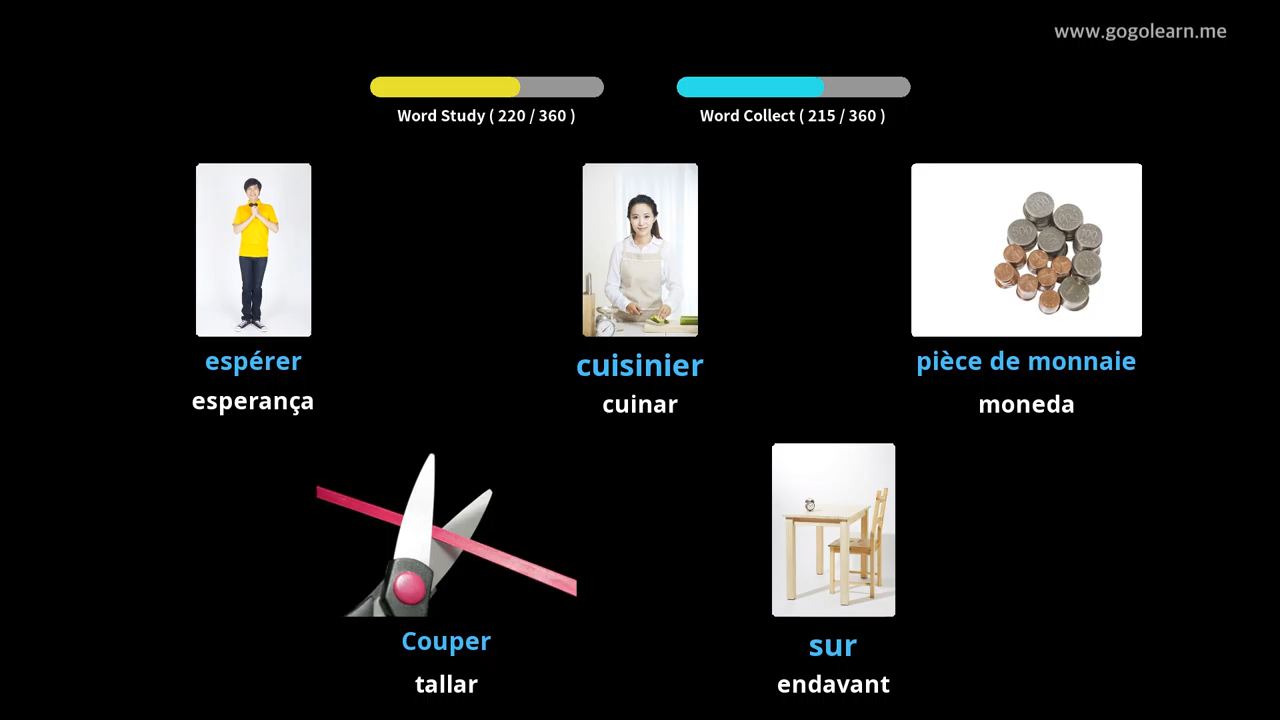 www.gogolearn.me
Word Study ( 220 / 360 )
Word Collect ( 215 / 360 )
espérer
esperança
cuisinier
cuinar
pièce de monnaie
moneda
Couper
tallar
sur
endavant